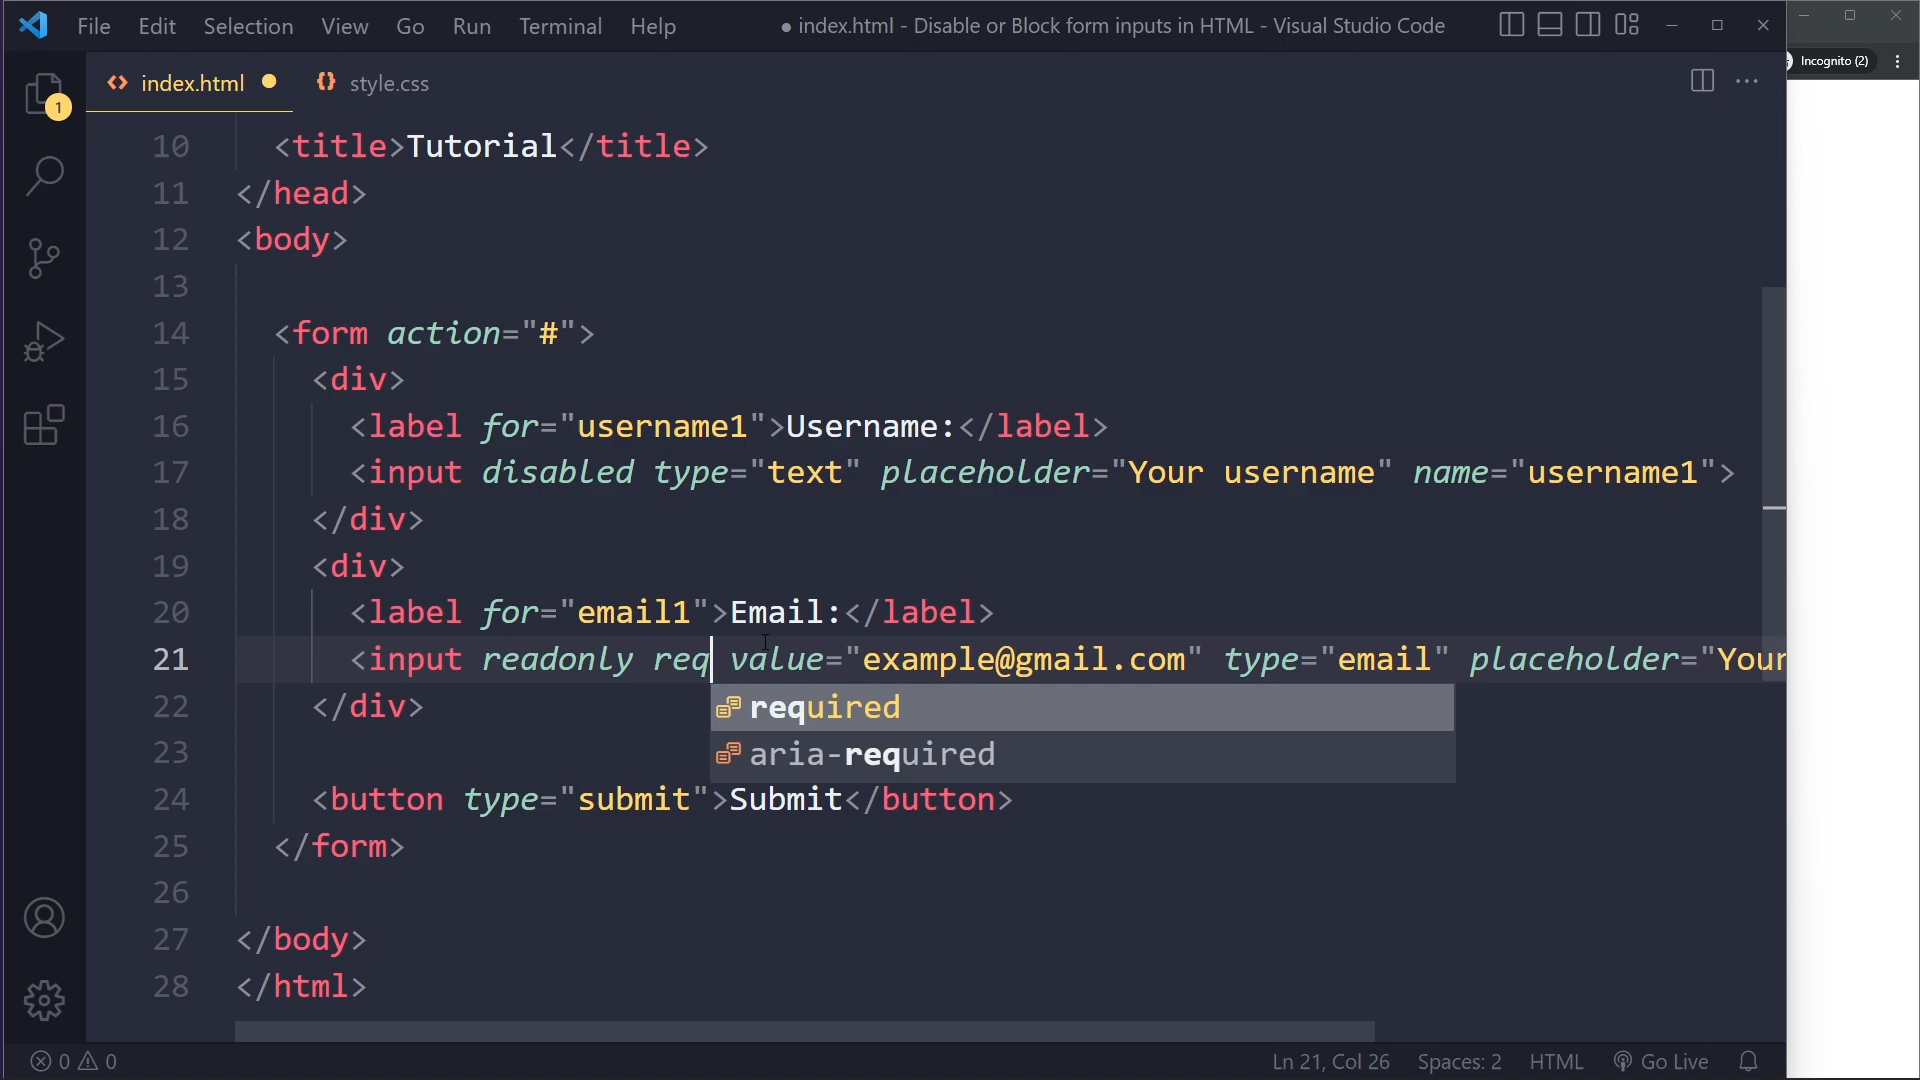 File Edit Selection View Go Run Terminal Help ● index.html - Disable or Block form inputs in HTML - Visual Studio Code
Incognito (2)
index.html style.css
1
10 <title>Tutorial</title>
11 </head>
12 <body>
13
14 <form action="#">
15 <div>
16 <label for="username1">Username:</label>
17 <input disabled type="text" placeholder="Your username" name="username1">
18 </div>
19 <div>
20 <label for="email1">Email:</label>
21 <input readonly req value="example@gmail.com" type="email" placeholder="Your
22 </div>
required
23
aria-required
24 <button type="submit">Submit</button>
25 </form>
26
27 </body>
28 </html>
0 0 Ln 21, Col 26 Spaces: 2 HTML Go Live